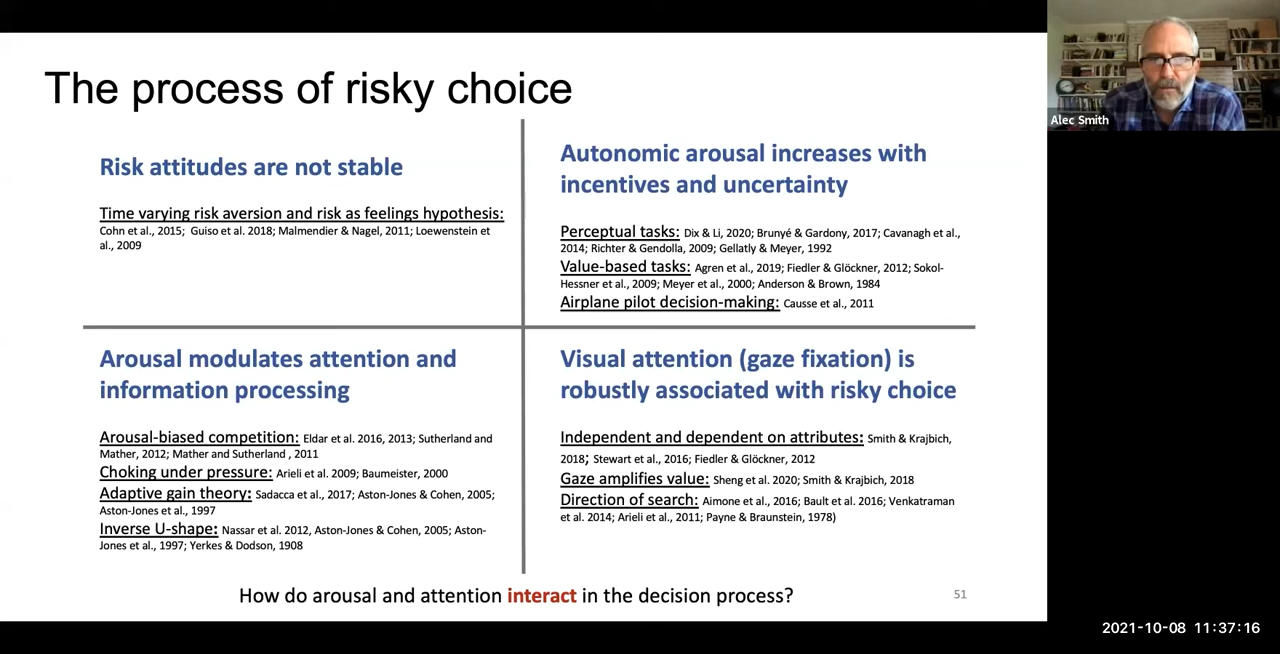 The process of risky choice
Risk attitudes are not stable
Time varying risk aversion and risk as feelings hypothesis:
Cohn et al., 2015;  Guiso et al. 2018; Malmendier & Nagel, 2011; Loewenstein et
al., 2009
Autonomic arousal increases with
incentives and uncertainty
Perceptual tasks: Dix & Li, 2020; Brunyé & Gardony, 2017; Cavanagh et al.,
2014; Richter & Gendolla, 2009; Gellatly & Meyer, 1992
Value-based tasks: Agren et al., 2019; Fiedler & Glöckner, 2012; Sokol-
Hessner et al., 2009; Meyer et al., 2000; Anderson & Brown, 1984
Airplane pilot decision-making: Causse et al., 2011
Arousal modulates attention and
information processing
Arousal-biased competition: Eldar et al. 2016, 2013; Sutherland and
Mather, 2012; Mather and Sutherland , 2011
Choking under pressure: Arieli et al. 2009; Baumeister, 2000
Adaptive gain theory: Sadacca et al., 2017; Aston-Jones & Cohen, 2005;
Aston-Jones et al., 1997
Inverse U-shape: Nassar et al. 2012, Aston-Jones & Cohen, 2005; Aston-
Jones et al., 1997; Yerkes & Dodson, 1908
Visual attention (gaze fixation) is
robustly associated with risky choice
Independent and dependent on attributes: Smith & Krajbich,
2018; Stewart et al., 2016; Fiedler & Glöckner, 2012
Gaze amplifies value: Sheng et al. 2020; Smith & Krajbich, 2018
Direction of search: Aimone et al., 2016; Bault et al. 2016; Venkatraman
et al. 2014; Arieli et al., 2011; Payne & Braunstein, 1978)
How do arousal and attention interact in the decision process?
51
Alec Smith
2021-10-08 11:37:16